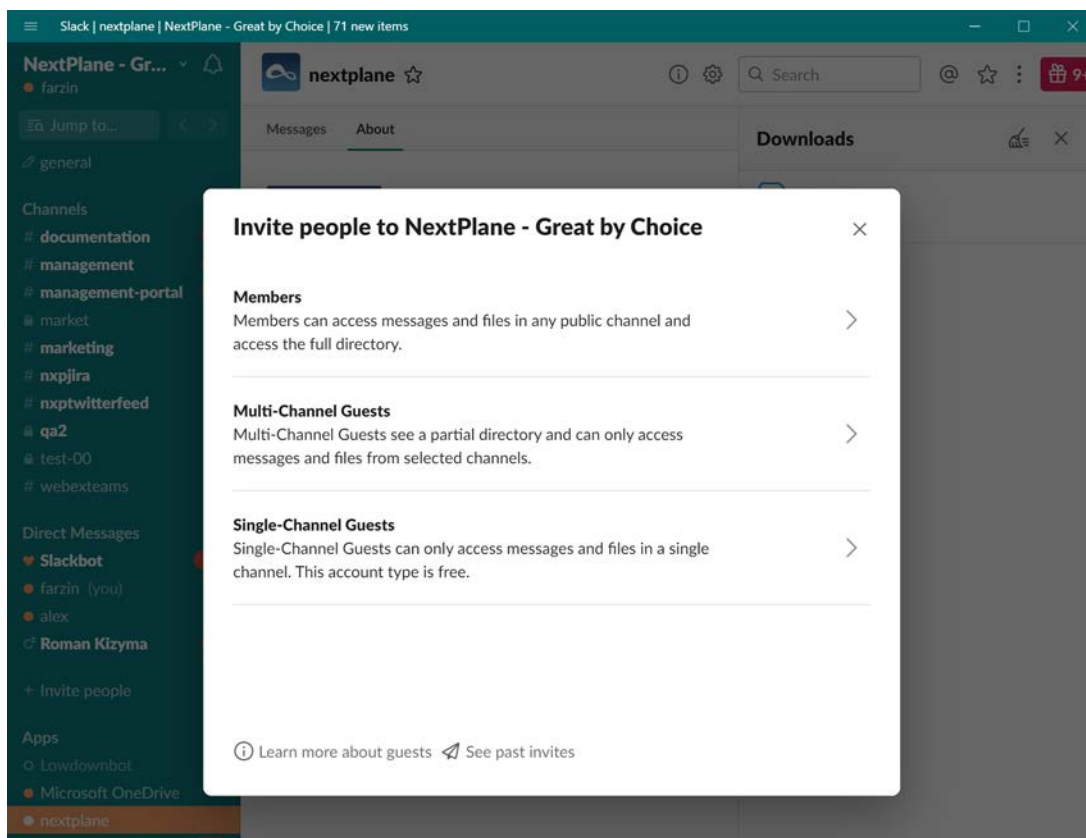 Slack | nextplane | NextPlane - Great by Choice | 71 new items
NextPlane - Gr...
farzin
Jump to...
general
Channels
# documentation
# management
# management-portal
market
# marketing
# nxpjira
# nxptwitterfeed
qa2
test-00
# webexteams
Direct Messages
Slackbot
farzin (you)
alex
Roman Kizyma
+ Invite people
Apps
Lowdownbot
Microsoft OneDrive
nextplane
nextplane
Search
9+
Messages About
Downloads
Invite people to NextPlane - Great by Choice
Members
Members can access messages and files in any public channel and
access the full directory.
Multi-Channel Guests
Multi-Channel Guests see a partial directory and can only access
messages and files from selected channels.
Single-Channel Guests
Single-Channel Guests can only access messages and files in a single
channel. This account type is free.
Learn more about guests See past invites